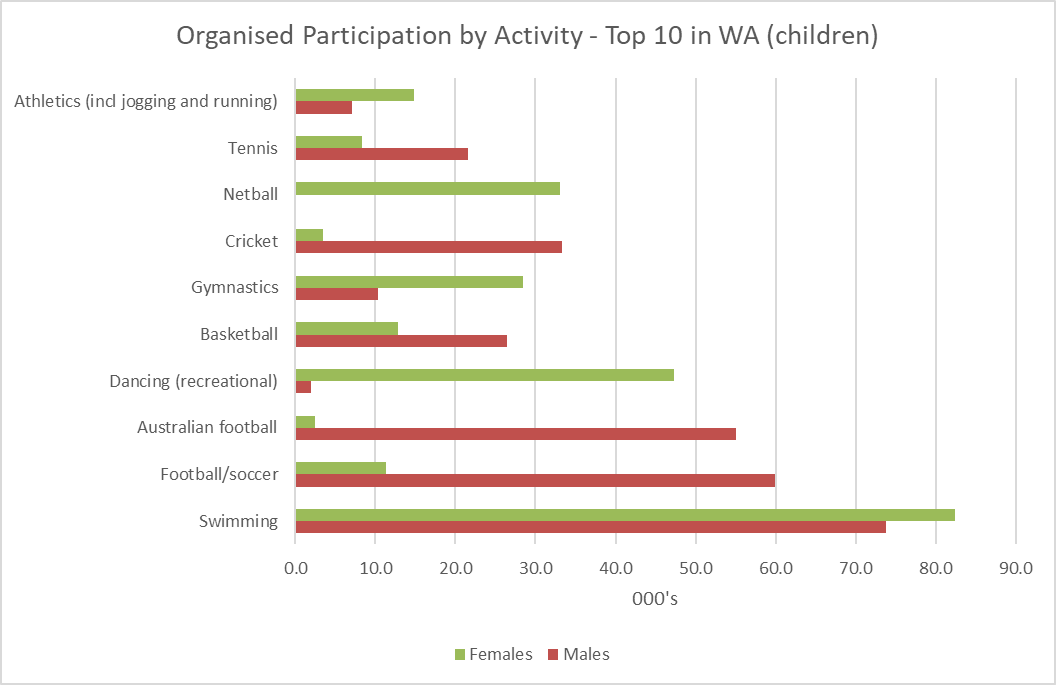 Organised Participation by Activity - Top 10 in WA (children)
Athletics (incl jogging and running)
Tennis
Netball
Cricket
Gymnastics
Basketball
Dancing (recreational)
Australian football
Football/soccer
Swimming
0.0 10.0 20.0 30.0 40.0 50.0 60.0 70.0 80.0 90.0
000's
Females Males